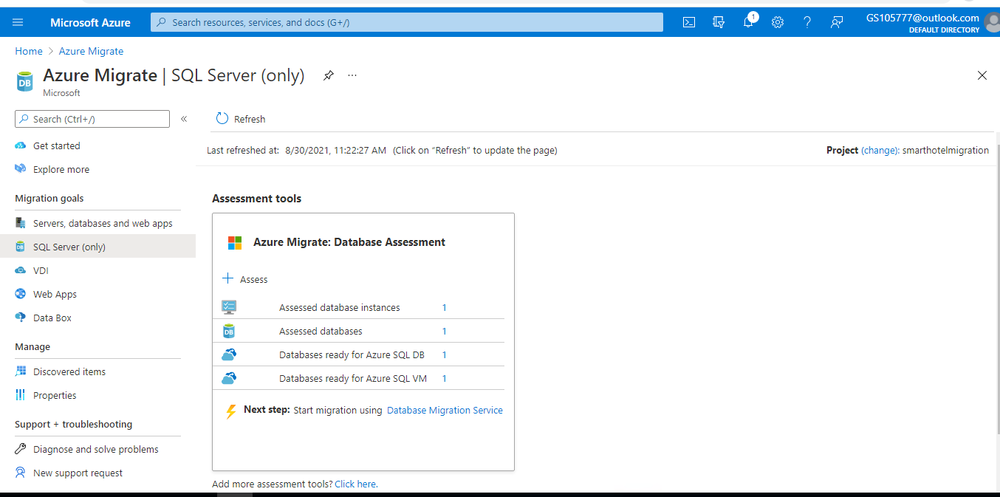 Microsoft Azure
Search resources, services, and docs (G+/)
1
GS105777@outlook.com
DEFAULT DIRECTORY
Home > Azure Migrate
DB
Azure Migrate | SQL Server (only)
...
Microsoft
Search (Ctrl+/)
«
Refresh
Get started
Explore more
Last refreshed at: 8/30/2021, 11:22:27 AM (Click on “Refresh” to update the page)
Project (change): smarthotelmigration
Migration goals
Servers, databases and web apps
SQL Server (only)
VDI
Web Apps
Data Box
Manage
Discovered items
Properties
Support + troubleshooting
Diagnose and solve problems
New support request
Assessment tools
Azure Migrate: Database Assessment
+ Assess
Assessed database instances 1
DB Assessed databases 1
Databases ready for Azure SQL DB 1
Databases ready for Azure SQL VM 1
Next step: Start migration using Database Migration Service
Add more assessment tools? Click here.